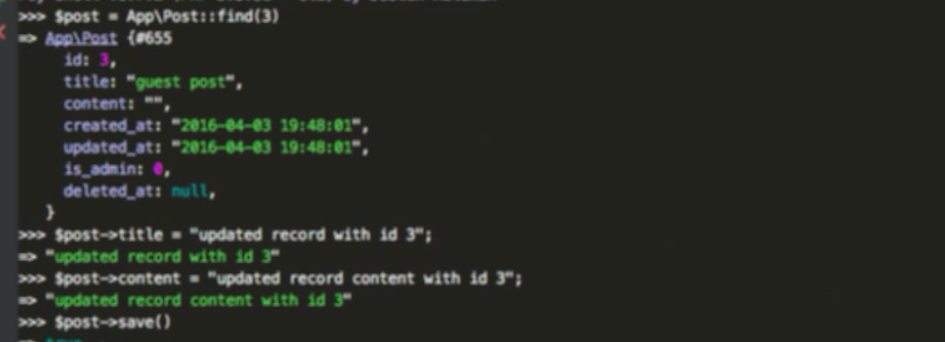 >>> $post = App\Post::find(3)
=> App\Post {#655
id: 3,
title: "guest post",
content: "",
created_at: "2016-04-03 19:48:01",
updated_at: "2016-04-03 19:48:01",
is_admin: 0,
deleted_at: null,
}
>>> $post->title = "updated record with id 3";
=> "updated record with id 3"
>>> $post->content = "updated record content with id 3";
=> "updated record content with id 3"
>>> $post->save()